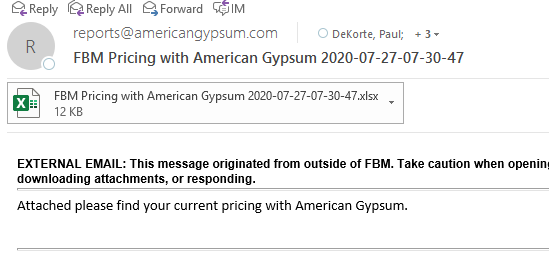 Reply Reply All Forward IM
R
reports@americangypsum.com DeKorte, Paul; + 3
FBM Pricing with American Gypsum 2020-07-27-07-30-47
FBM Pricing with American Gypsum 2020-07-27-07-30-47.xlsx
12 KB
EXTERNAL EMAIL: This message originated from outside of FBM. Take caution when opening
downloading attachments, or responding.
Attached please find your current pricing with American Gypsum.